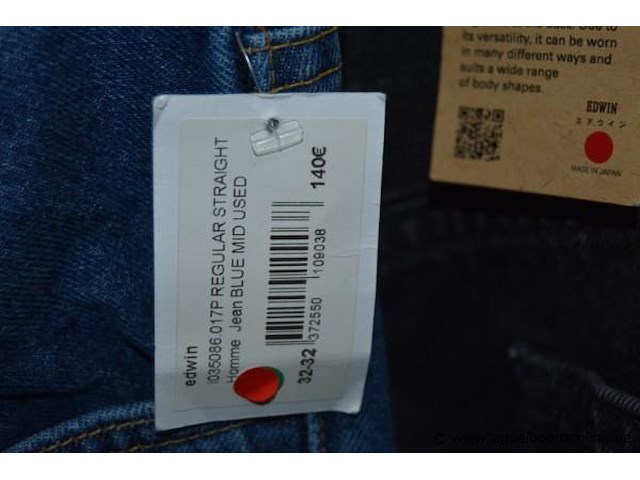 edwin
I035086 017P REGULAR STRAIGHT
Homme Jean BLUE MID USED
32-32
372550
109038
140€
its versatility, it can be worn
in many different ways and
suits a wide range
of body shapes.
EDWIN
エドウイン
MADE IN JAPAN